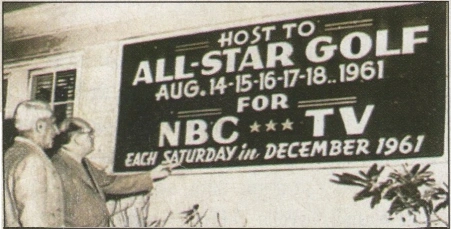 HOST TO
ALL-STAR GOLF
AUG. 14-15-16-17-18..1961
FOR
NBC *** TV
EACH SATURDAY in DECEMBER 1961